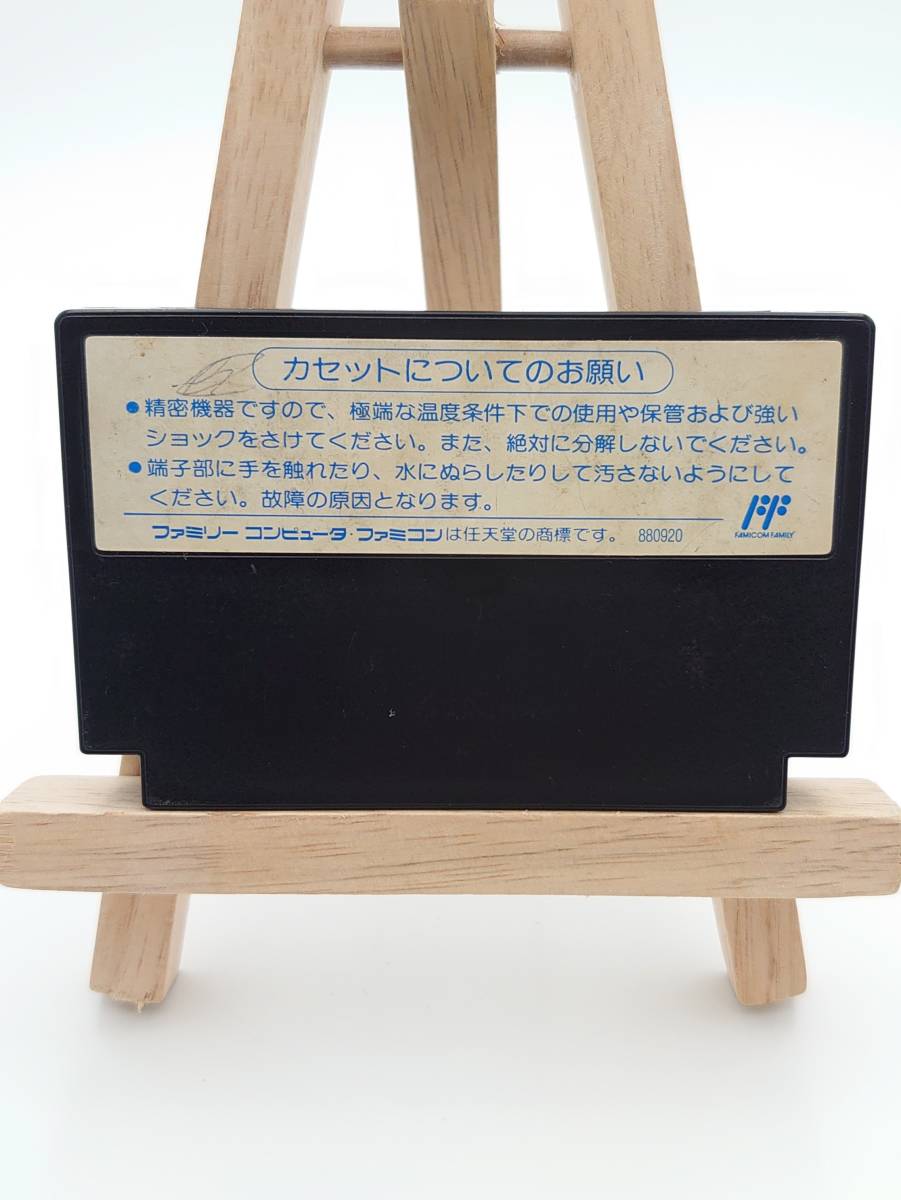 カセットについてのお願い
●精密機器ですので、極端な温度条件下での使用や保管および強い
ショックをさけてください。また、絶対に分解しないでください。
●端子部に手を触れたり、水にぬらしたりして汚さないようにして
ください。故障の原因となります。
ファミリー コンピュータ・ファミコンは任天堂の商標です。 880920
FAMICOM FAMILY